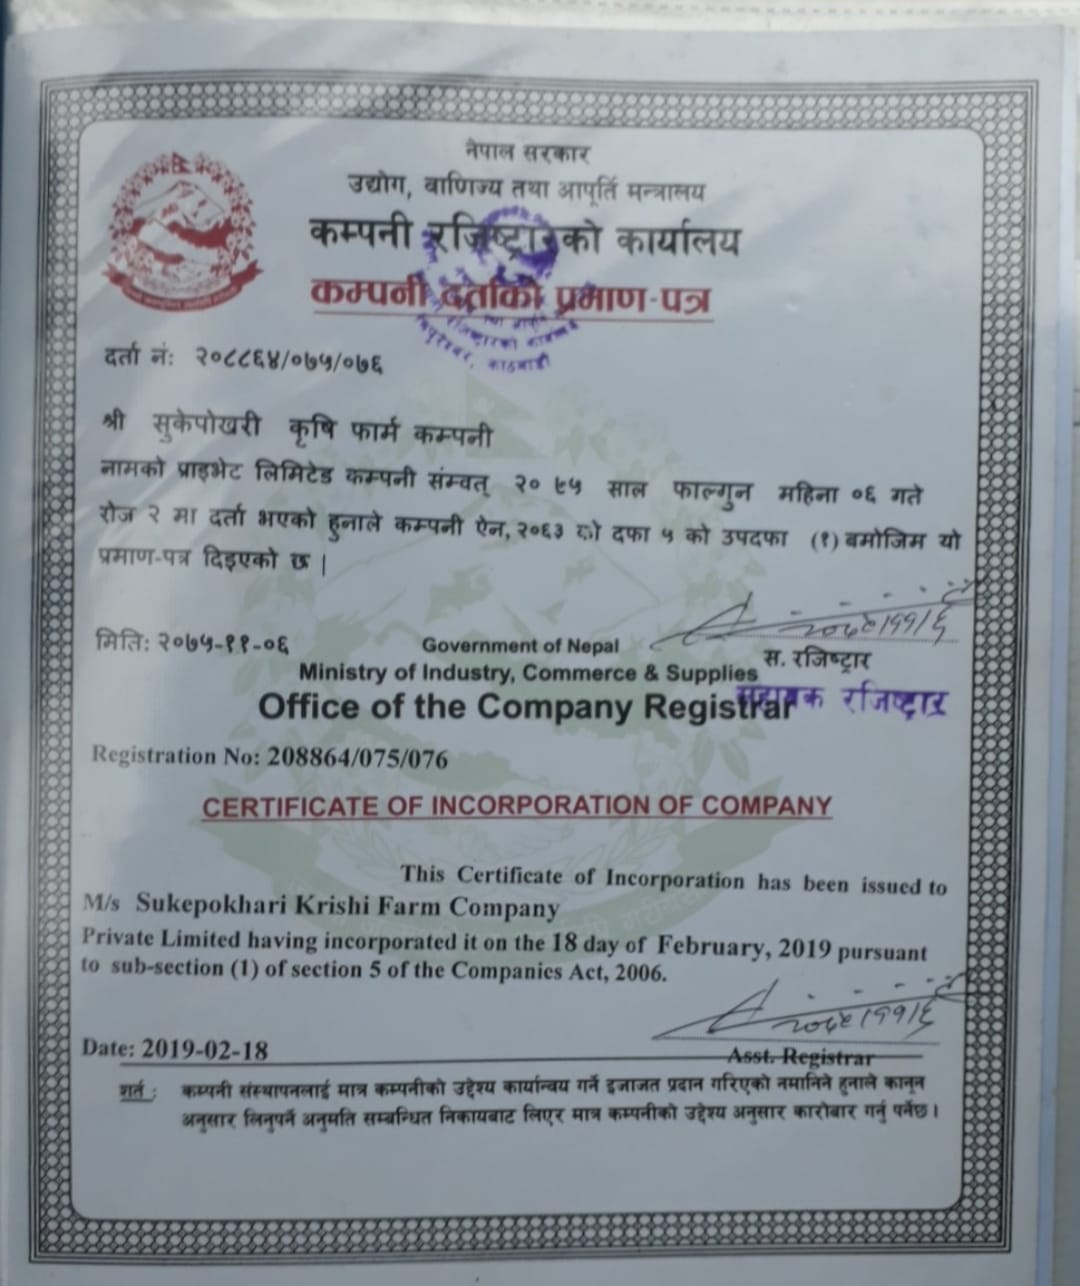 नेपाल सरकार
उद्योग, वाणिज्य तथा आपूर्ति मन्त्रालय
कम्पनी रजिष्ट्रारको कार्यालय
कम्पनी दर्ताको प्रमाण-पत्र
दर्ता नं: २०८८६४/०७५/०७६
श्री सुकेपोखरी कृषि फार्म कम्पनी
नामको प्राइभेट लिमिटेड कम्पनी संम्वत् २० ७५ साल फाल्गुन महिना ०६ गते
रोज २ मा दर्ता भएको हुनाले कम्पनी ऐन, २०६३ को दफा ५ को उपदफा (१) बमोजिम यो
प्रमाण-पत्र दिइएको छ |
मिति: २०७५-११-०६
स. रजिष्ट्रार
सहायक रजिष्ट्रार
Government of Nepal
Ministry of Industry, Commerce & Supplies
Office of the Company Registrar
Registration No: 208864/075/076
CERTIFICATE OF INCORPORATION OF COMPANY
This Certificate of Incorporation has been issued to
M/s Sukepokhari Krishi Farm Company
Private Limited having incorporated it on the 18 day of February, 2019 pursuant
to sub-section (1) of section 5 of the Companies Act, 2006.
Date: 2019-02-18
Asst. Registrar
शर्त : कम्पनी संस्थापनलाई मात्र कम्पनीको उद्देश्य कार्यान्वय गर्ने इजाजत प्रदान गरिएको नमानिने हुनाले कानून
अनुसार लिनुपर्ने अनुमति सम्बन्धित निकायबाट लिएर मात्र कम्पनीको उद्देश्य अनुसार कारोबार गर्नु पर्नेछ ।